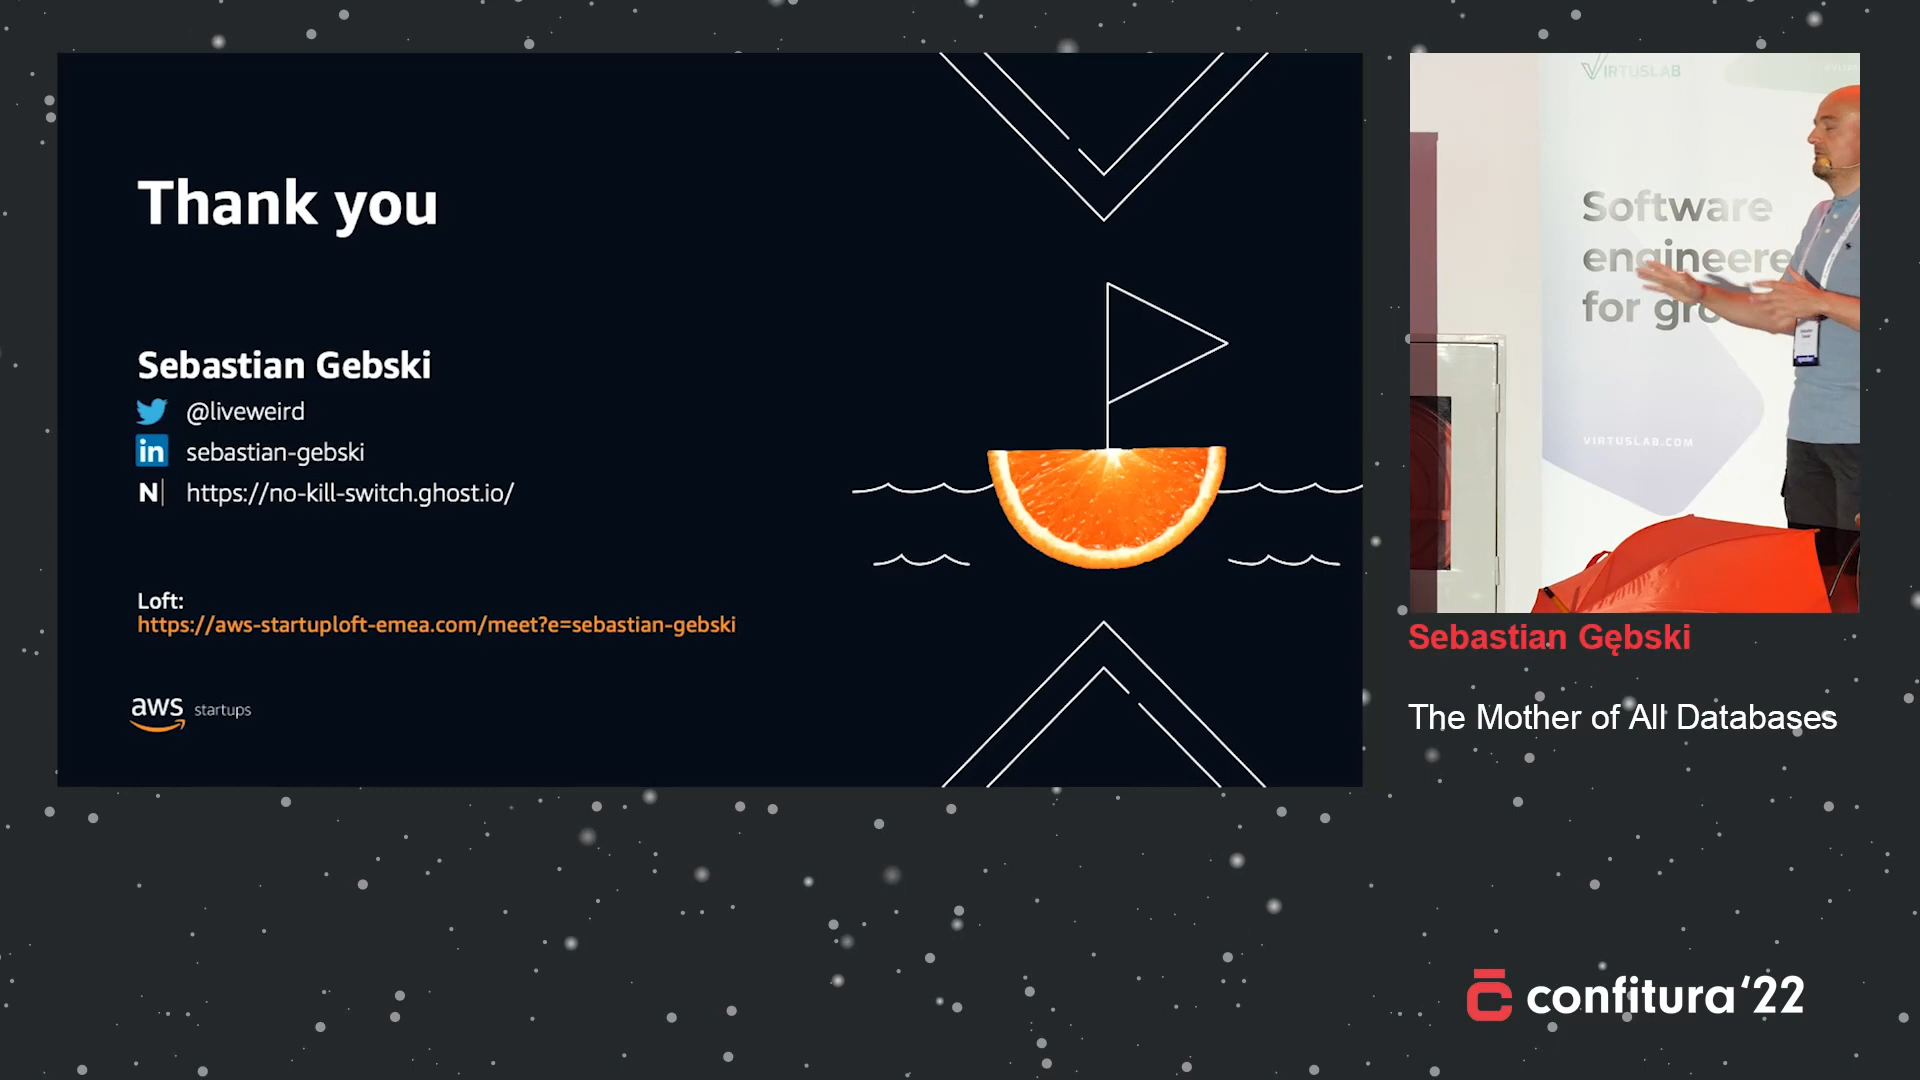 Thank you
Sebastian Gebski
@liveweird
in sebastian-gebski
N| https://no-kill-switch.ghost.io/
Loft:
https://aws-startuploft-emea.com/meet?e=sebastian-gebski
aws startups
VIRTUSLAB
Software
engineere
for gro
VIRTUSLAB.COM
Sebastian Gębski
The Mother of All Databases
confitura '22